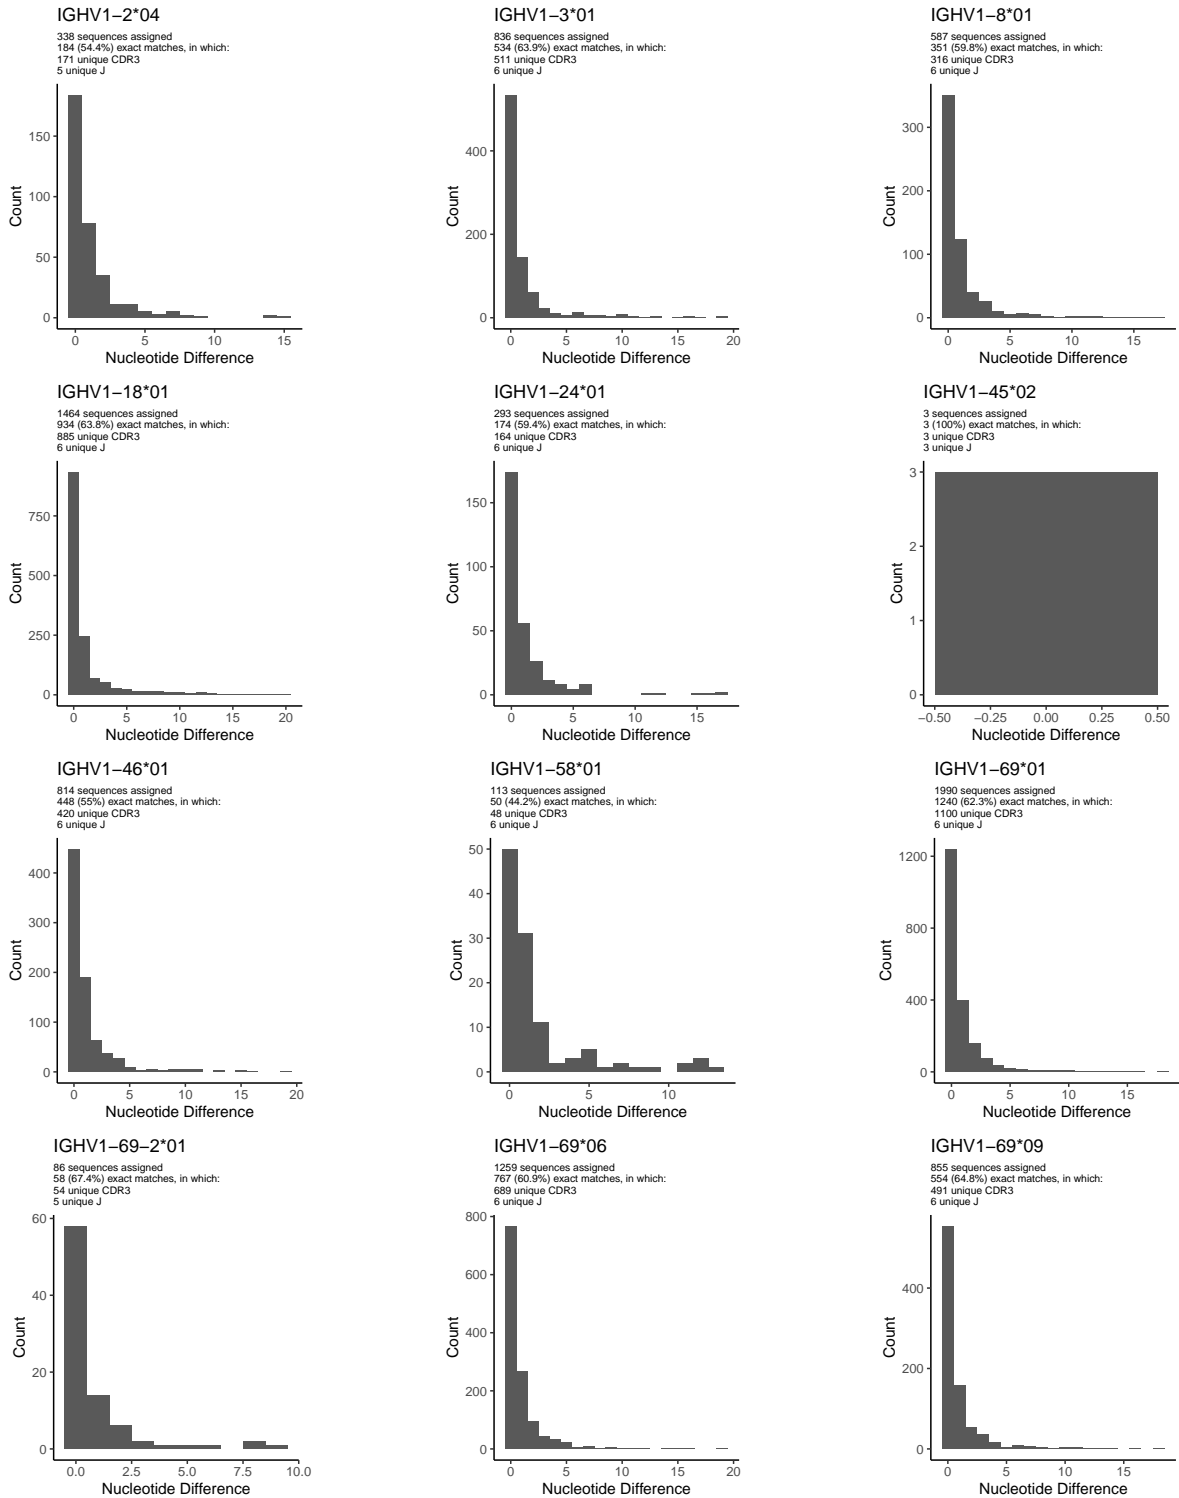 IGHV1−2*04
338 sequences assigned
184 (54.4%) exact matches, in which:
171 unique CDR3
5 unique J
150
100
50
0
Count
0 5 10 15
Nucleotide Difference
IGHV1−3*01
836 sequences assigned
534 (63.9%) exact matches, in which:
511 unique CDR3
6 unique J
400
200
0
Count
0 5 10 15 20
Nucleotide Difference
IGHV1−8*01
587 sequences assigned
351 (59.8%) exact matches, in which:
316 unique CDR3
6 unique J
300
200
100
0
Count
0 5 10 15
Nucleotide Difference
IGHV1−18*01
1464 sequences assigned
934 (63.8%) exact matches, in which:
885 unique CDR3
6 unique J
750
500
250
0
Count
0 5 10 15 20
Nucleotide Difference
IGHV1−24*01
293 sequences assigned
174 (59.4%) exact matches, in which:
164 unique CDR3
6 unique J
150
100
50
0
Count
0 5 10 15
Nucleotide Difference
IGHV1−45*02
3 sequences assigned
3 (100%) exact matches, in which:
3 unique CDR3
3 unique J
3
2
1
0
Count
−0.50 −0.25 0.00 0.25 0.50
Nucleotide Difference
IGHV1−46*01
814 sequences assigned
448 (55%) exact matches, in which:
420 unique CDR3
6 unique J
400
300
200
100
0
Count
0 5 10 15 20
Nucleotide Difference
IGHV1−58*01
113 sequences assigned
50 (44.2%) exact matches, in which:
48 unique CDR3
6 unique J
50
40
30
20
10
0
Count
0 5 10
Nucleotide Difference
IGHV1−69*01
1990 sequences assigned
1240 (62.3%) exact matches, in which:
1100 unique CDR3
6 unique J
1200
800
400
0
Count
0 5 10 15
Nucleotide Difference
IGHV1−69−2*01
86 sequences assigned
58 (67.4%) exact matches, in which:
54 unique CDR3
5 unique J
60
40
20
0
Count
0.0 2.5 5.0 7.5 10.0
Nucleotide Difference
IGHV1−69*06
1259 sequences assigned
767 (60.9%) exact matches, in which:
689 unique CDR3
6 unique J
800
600
400
200
0
Count
0 5 10 15 20
Nucleotide Difference
IGHV1−69*09
855 sequences assigned
554 (64.8%) exact matches, in which:
491 unique CDR3
6 unique J
400
200
0
Count
0 5 10 15
Nucleotide Difference